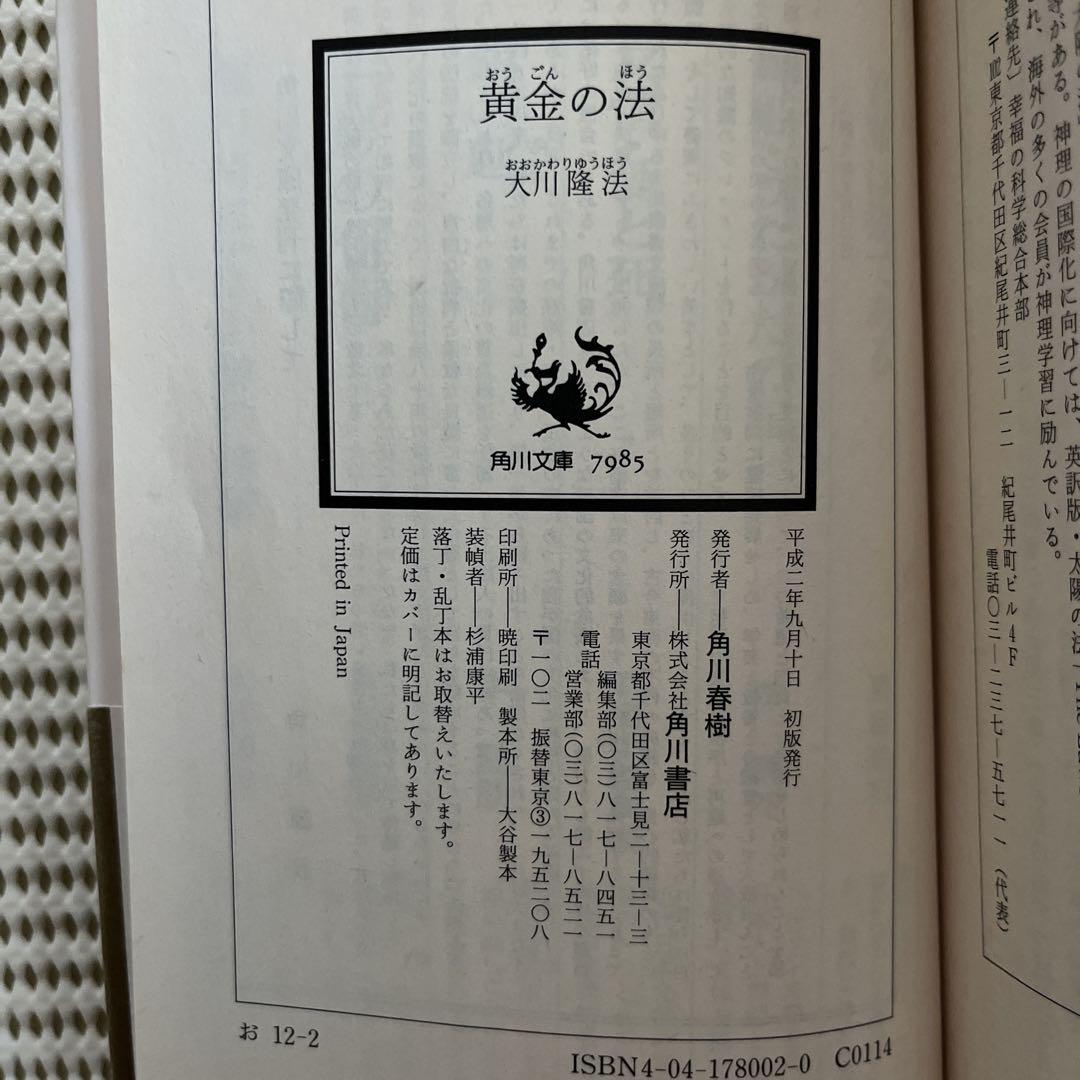 等がある。神理の国際化に向けては、英訳版・太陽の法
れ、海外の多くの会員が神理学習に励んでいる。
連絡先〕幸福の科学総合本部
〒102東京都千代田区紀尾井町三―一二 紀尾井町ビル4F
電話〇三―二三七―五七一一(代表)
おうごんほう
黄金の法
おおかわりゆうほう
大川隆法
角川文庫 7985
平成二年九月十日 初版発行
発行者――角川春樹
発行所――株式会社角川書店
東京都千代田区富士見二―十三―三
電話 編集部(〇三)八一七―八四五一
営業部(〇三)八一七―八五二一
〒一〇二 振替東京③一九五二〇八
印刷所――暁印刷 製本所――大谷製本
装幀者――杉浦康平
落丁・乱丁本はお取替えいたします。
定価はカバーに明記してあります。
Printed in Japan
お 12-2
ISBN4-04-178002-0 C0114